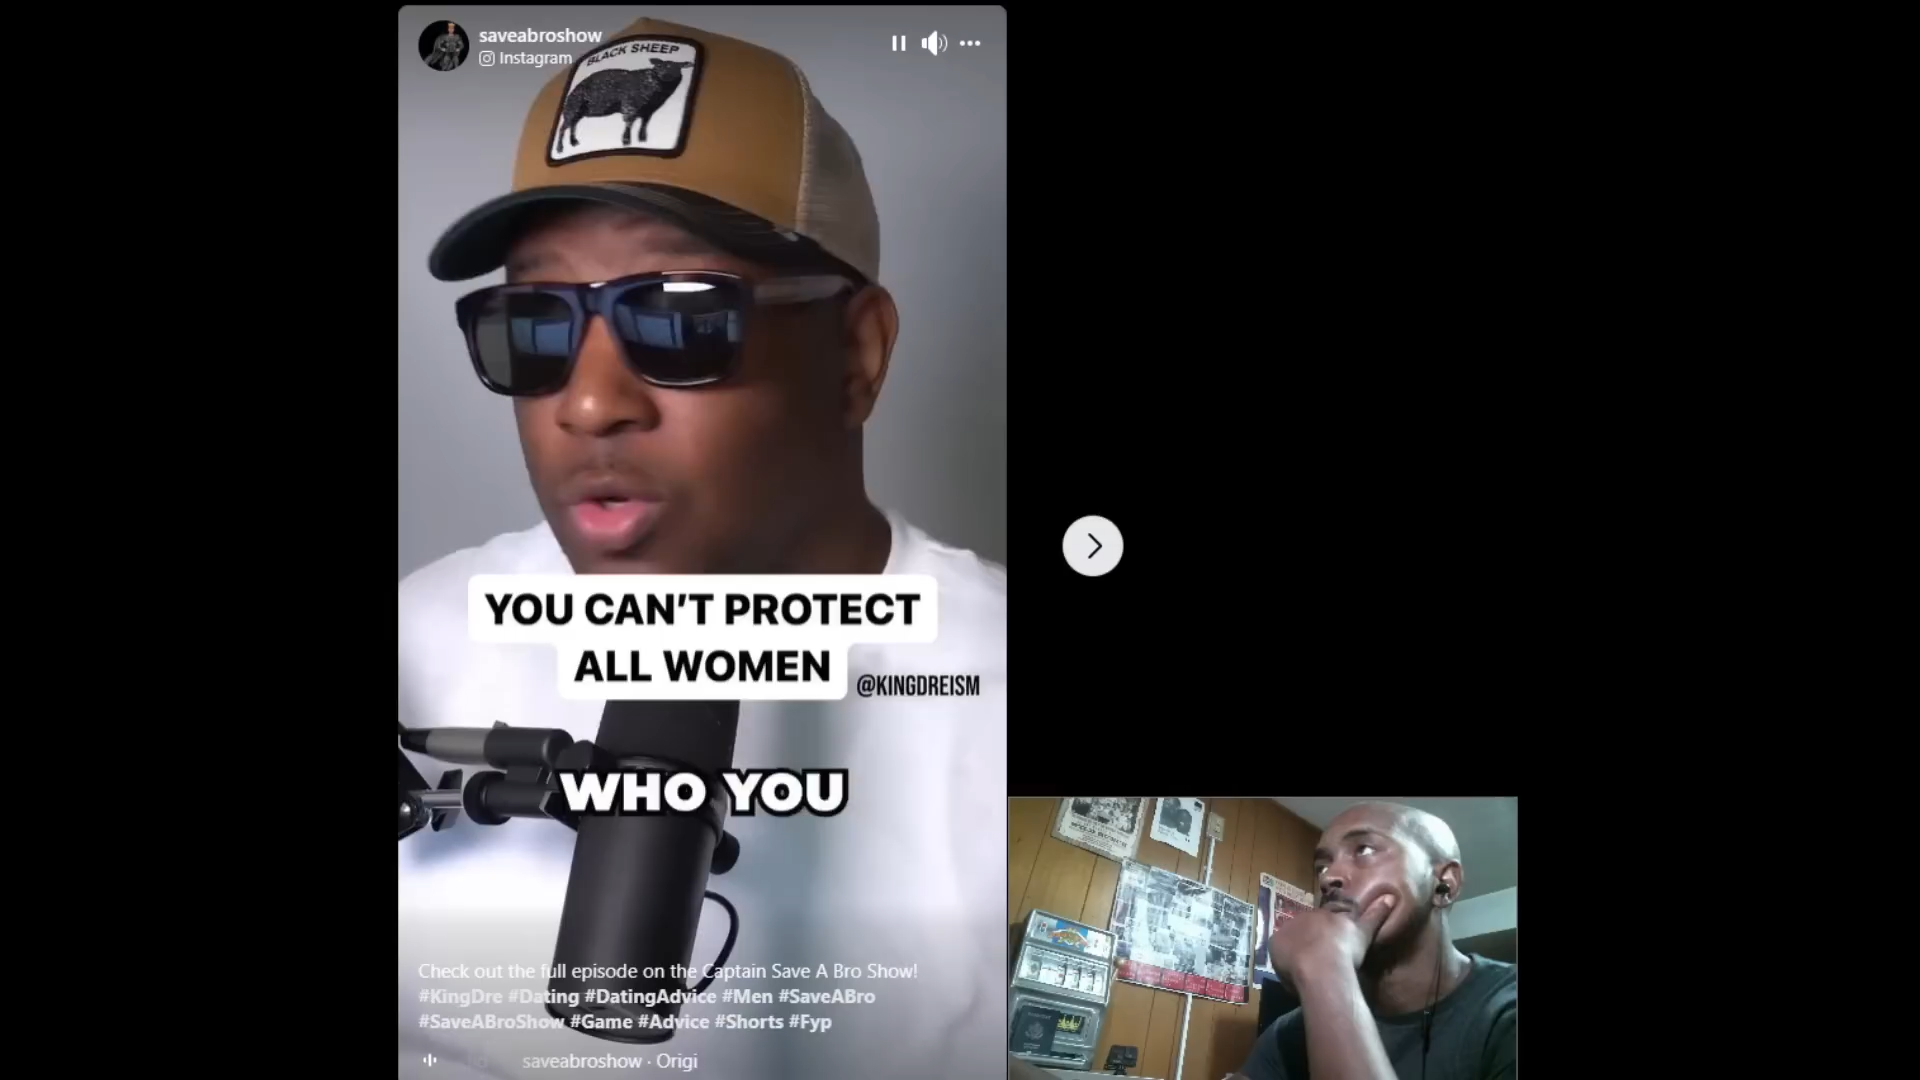 saveabroshow
Instagram
BLACK SHEEP
YOU CAN'T PROTECT
ALL WOMEN
@KINGDREISM
WHO YOU
Check out the full episode on the Captain Save A Bro Show!
#KingDre #Dating #DatingAdvice #Men #SaveABro
#SaveABroShow #Game #Advice #Shorts #Fyp
saveabroshow · Origi